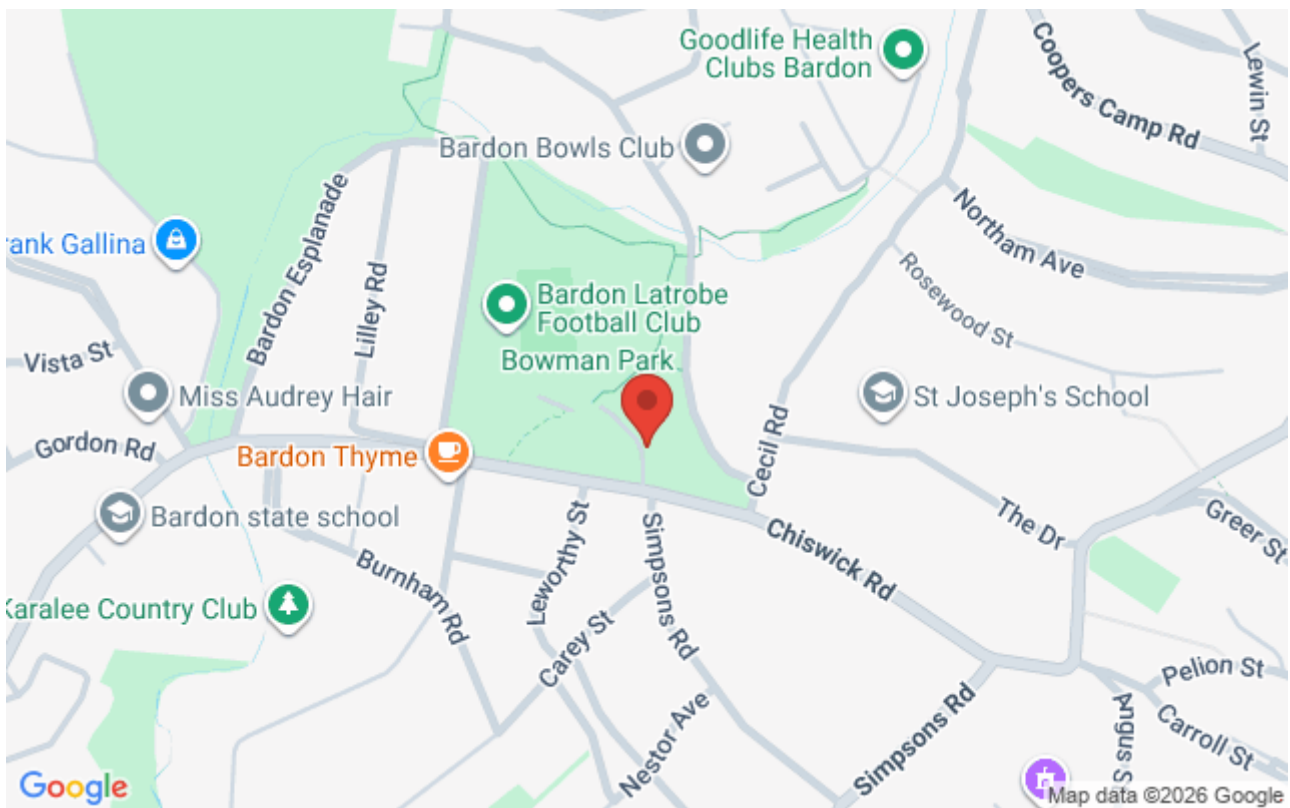 Goodlife Health
Clubs Bardon
Coopers Camp Rd
Lewin St
Bardon Bowls Club
Northam Ave
Bardon Esplanade
rank Gallina
Lilley Rd
Rosewood St
Bardon Latrobe
Football Club
Bowman Park
Vista St
Miss Audrey Hair
St Joseph's School
Gordon Rd
Bardon Thyme
Cecil Rd
Bardon state school
The Dr
Greer St
Chiswick Rd
Burnham Rd
Leworthy St
Simpsons Rd
Karalee Country Club
Carey St
Pelion St
Nestor Ave
Simpsons Rd
Angus S
Carroll St
Google
Map data ©2026 Google